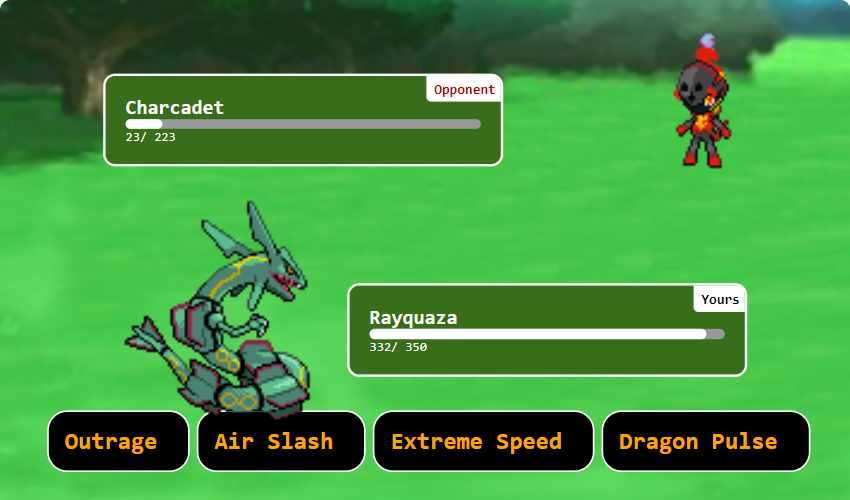 Opponent
Charcadet
23/ 223
Yours
Rayquaza
332/ 350
Outrage
Air Slash
Extreme Speed
Dragon Pulse